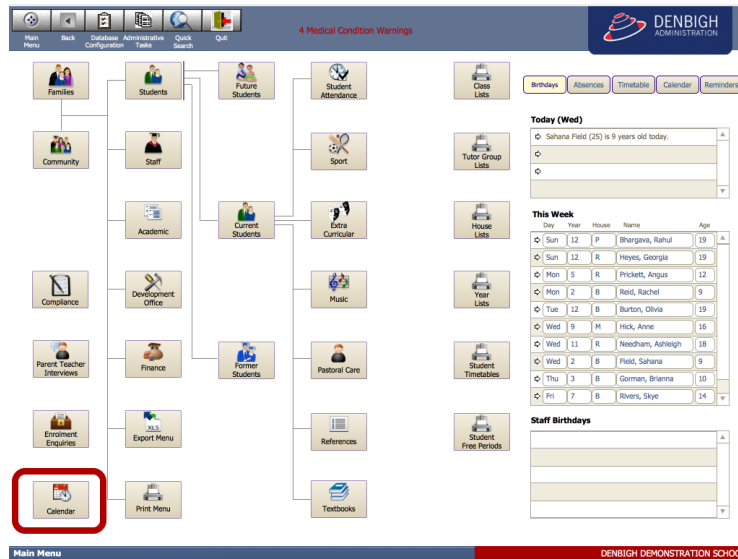 Main Menu
Back
Database Configuration
Administrative Tasks
Quick Search
Quit
4 Medical Condition Warnings
DENBIGH
ADMINISTRATION
Families
Students
Future Students
Student Attendance
Class Lists
Community
Staff
Sport
Tutor Group Lists
Academic
Current Students
Extra Curricular
House Lists
Compliance
Development Office
Music
Year Lists
Parent Teacher Interviews
Finance
Former Students
Pastoral Care
Student Timetables
Enrolment Enquiries
XLS
Export Menu
References
Student Free Periods
Calendar
Print Menu
Textbooks
Birthdays Absences Timetable Calendar Reminders
Today (Wed)
Sahana Field (2S) is 9 years old today.
This Week
Day Year House Name Age
Sun 12 P Bhargava, Rahul 19
Sun 12 R Heyes, Georgia 19
Mon 5 R Prickett, Angus 12
Mon 2 B Reid, Rachel 9
Tue 12 B Burton, Olivia 19
Wed 9 M Hick, Anne 16
Wed 11 R Needham, Ashleigh 18
Wed 2 B Field, Sahana 9
Thu 3 B Gorman, Brianna 10
Fri 7 B Rivers, Skye 14
Staff Birthdays
Main Menu
DENBIGH DEMONSTRATION SCHOO